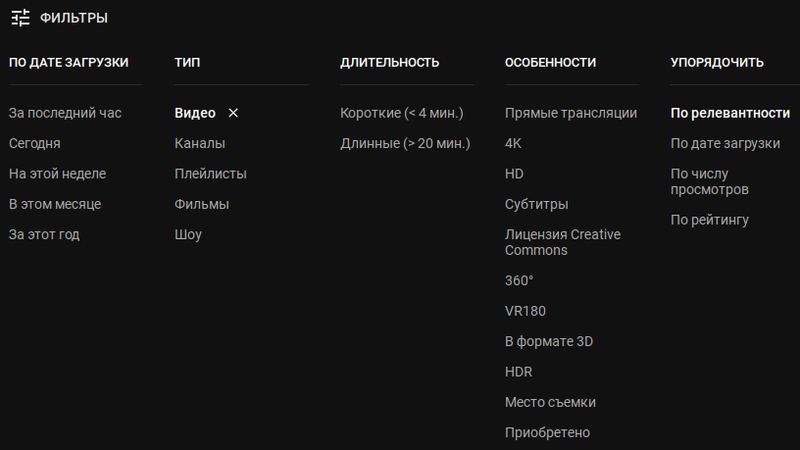 ФИЛЬТРЫ
ПО ДАТЕ ЗАГРУЗКИ
За последний час
Сегодня
На этой неделе
В этом месяце
За этот год
ТИП
Видео
Каналы
Плейлисты
Фильмы
Шоу
ДЛИТЕЛЬНОСТЬ
Короткие (< 4 мин.)
Длинные (> 20 мин.)
ОСОБЕННОСТИ
Прямые трансляции
4K
HD
Субтитры
Лицензия Creative
Commons
360°
VR180
В формате 3D
HDR
Место съемки
Приобретено
УПОРЯДОЧИТЬ
По релевантности
По дате загрузки
По числу
просмотров
По рейтингу